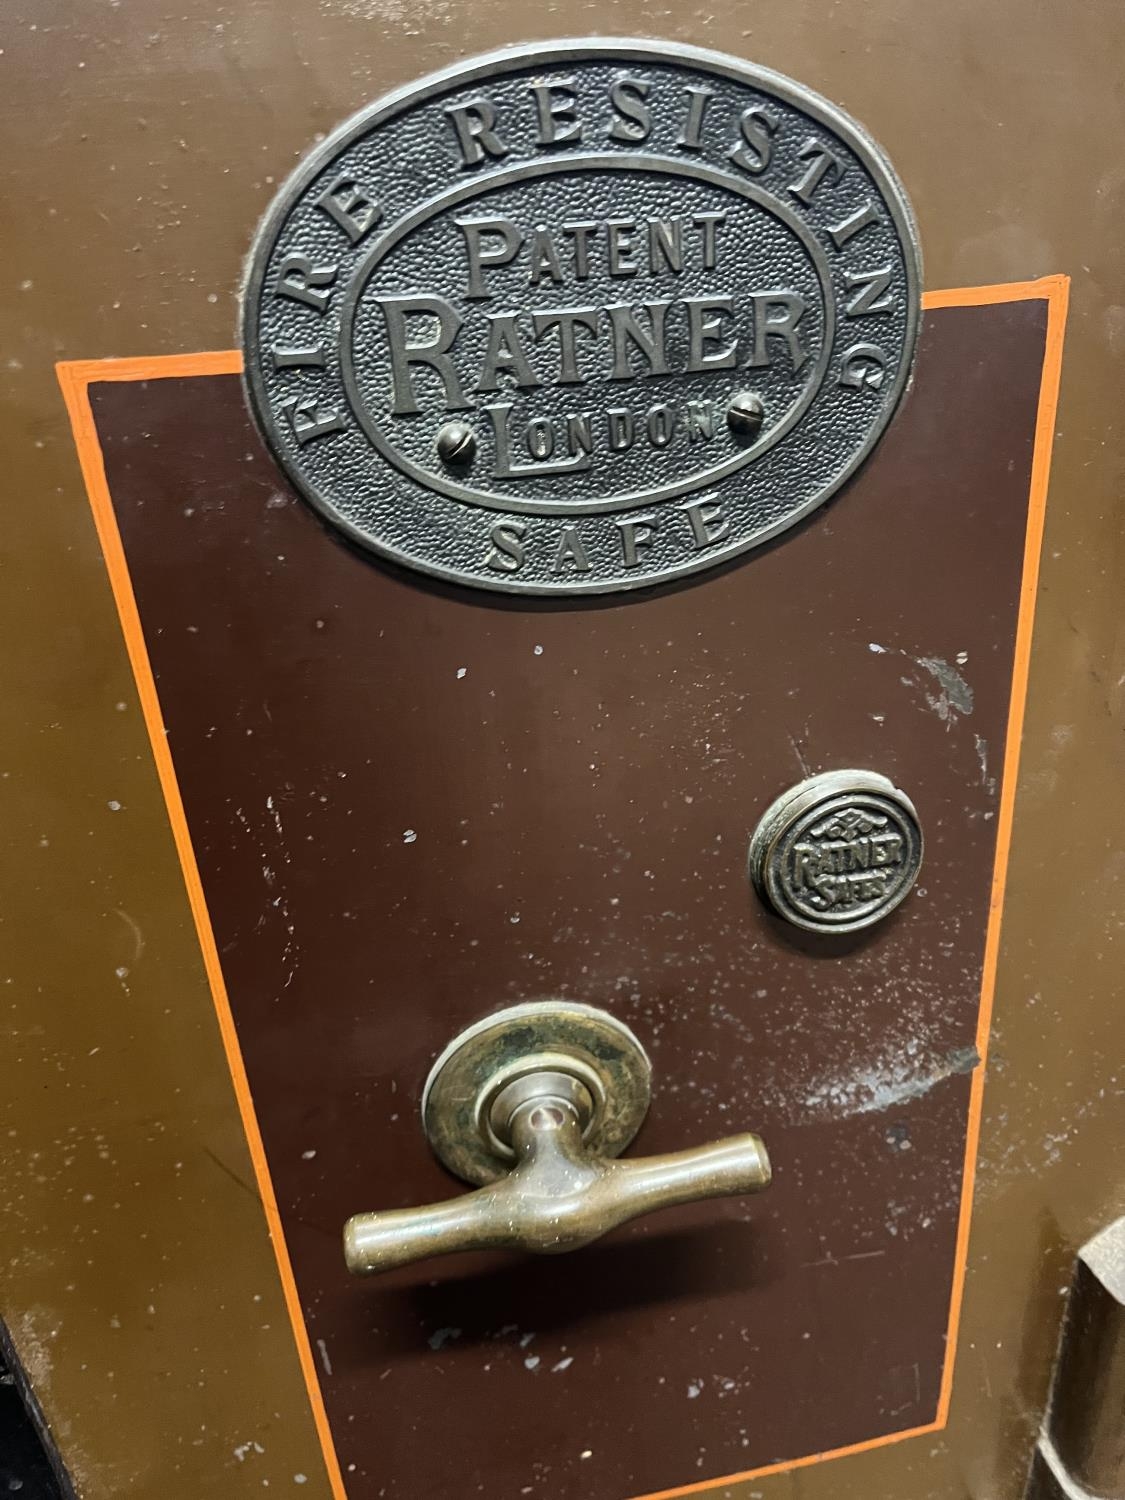 FIRE RESISTING
PATENT
RATNER
LONDON
SAFE
RATNER
SAFES